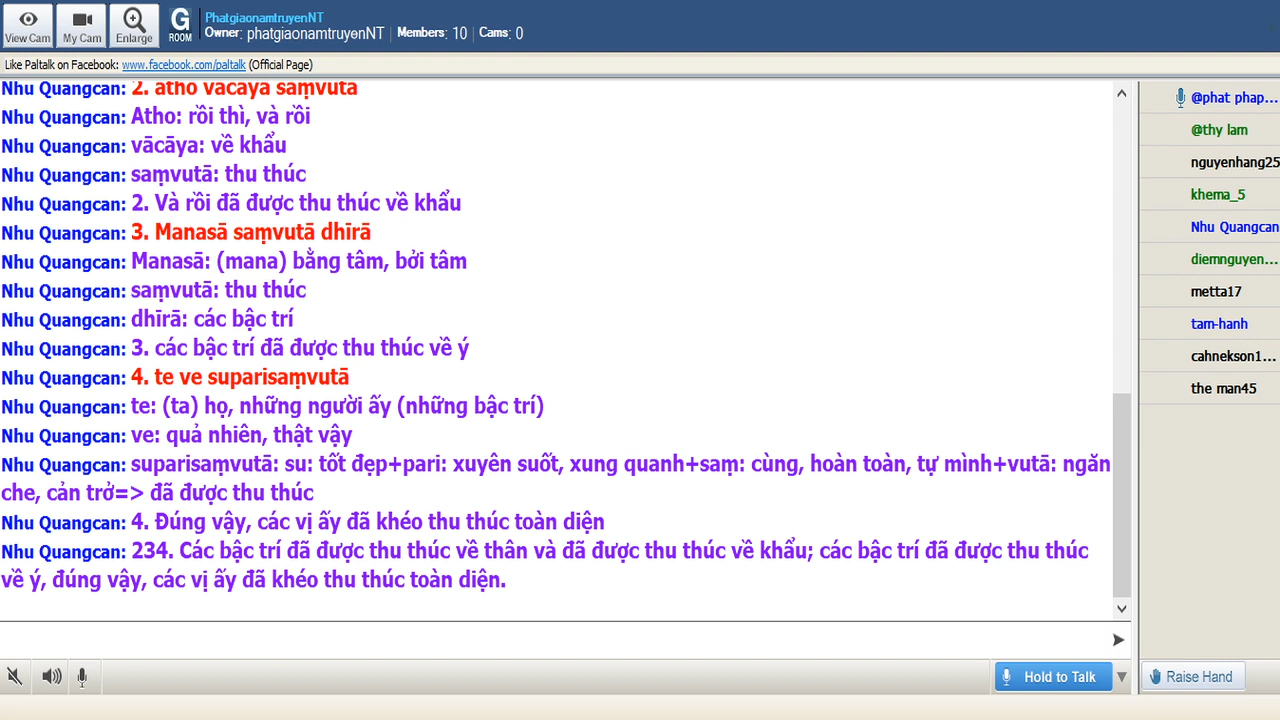 PhatgiaonamtruyenNT
Owner: phatgiaonamtruyenNT | Members: 10 | Cams: 0
View Cam
My Cam
Enlarge
G
ROOM
Like Paltalk on Facebook: www.facebook.com/paltalk (Official Page)
Nhu Quangcan: 2. atho vācāya saṃvutā
Nhu Quangcan: Atho: rồi thì, và rồi
Nhu Quangcan: vācāya: về khẩu
Nhu Quangcan: saṃvutā: thu thúc
Nhu Quangcan: 2. Và rồi đã được thu thúc về khẩu
Nhu Quangcan: 3. Manasā saṃvutā dhīrā
Nhu Quangcan: Manasā: (mana) bằng tâm, bởi tâm
Nhu Quangcan: saṃvutā: thu thúc
Nhu Quangcan: dhīrā: các bậc trí
Nhu Quangcan: 3. các bậc trí đã được thu thúc về ý
Nhu Quangcan: 4. te ve suparisaṃvutā
Nhu Quangcan: te: (ta) họ, những người ấy (những bậc trí)
Nhu Quangcan: ve: quả nhiên, thật vậy
Nhu Quangcan: suparisaṃvutā: su: tốt đẹp+pari: xuyên suốt, xung quanh+saṃ: cùng, hoàn toàn, tự mình+vutā: ngăn
che, cản trở=> đã được thu thúc
Nhu Quangcan: 4. Đúng vậy, các vị ấy đã khéo thu thúc toàn diện
Nhu Quangcan: 234. Các bậc trí đã được thu thúc về thân và đã được thu thúc về khẩu; các bậc trí đã được thu thúc
về ý, đúng vậy, các vị ấy đã khéo thu thúc toàn diện.
@phat phap...
@thy lam
nguyenhang25
khema_5
Nhu Quangcan
diemnguyen...
metta17
tam-hanh
cahnekson1...
the man45
Hold to Talk
Raise Hand